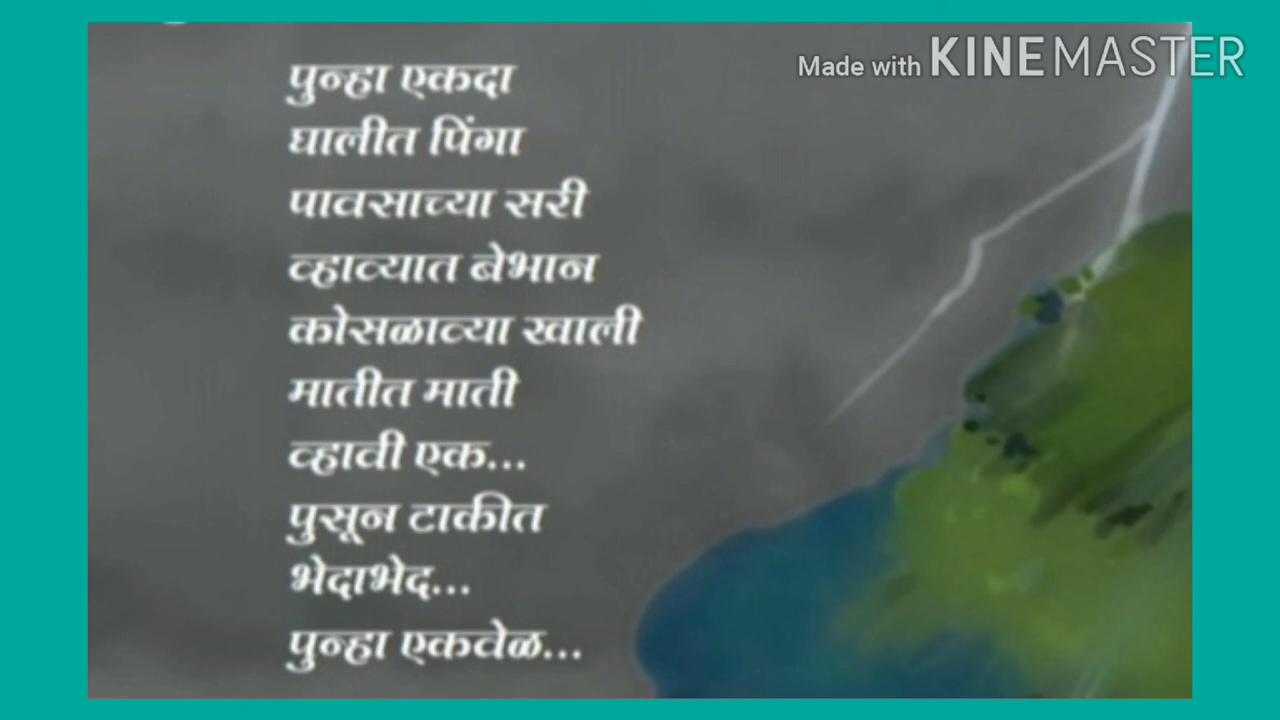 Made with KINEMASTER
पुन्हा एकदा
घालीत पिंगा
पावसाच्या सरी
व्हाव्यात बेभान
कोसळाव्या खाली
मातीत माती
व्हावी एक...
पुसून टाकीत
भेदाभेद...
पुन्हा एकवेळ...